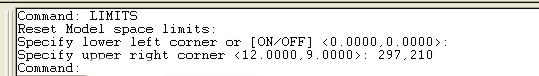 Command: LIMITS
Reset Model space limits:
Specify lower left corner or [ON/OFF] <0.0000,0.0000>:
Specify upper right corner <12.0000,9.0000>: 297,210
Command: